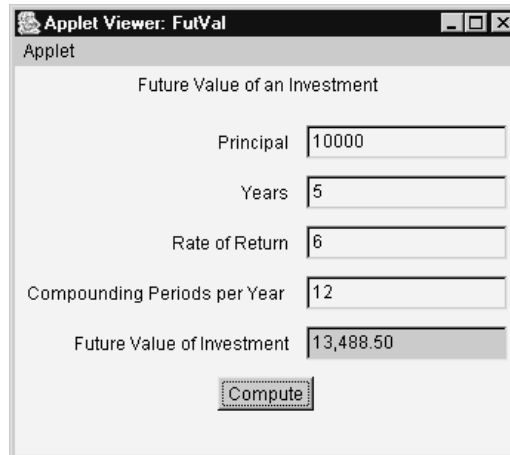 Applet Viewer: FutVal
Applet
Future Value of an Investment
Principal 10000
Years 5
Rate of Return 6
Compounding Periods per Year 12
Future Value of Investment 13,488.50
Compute